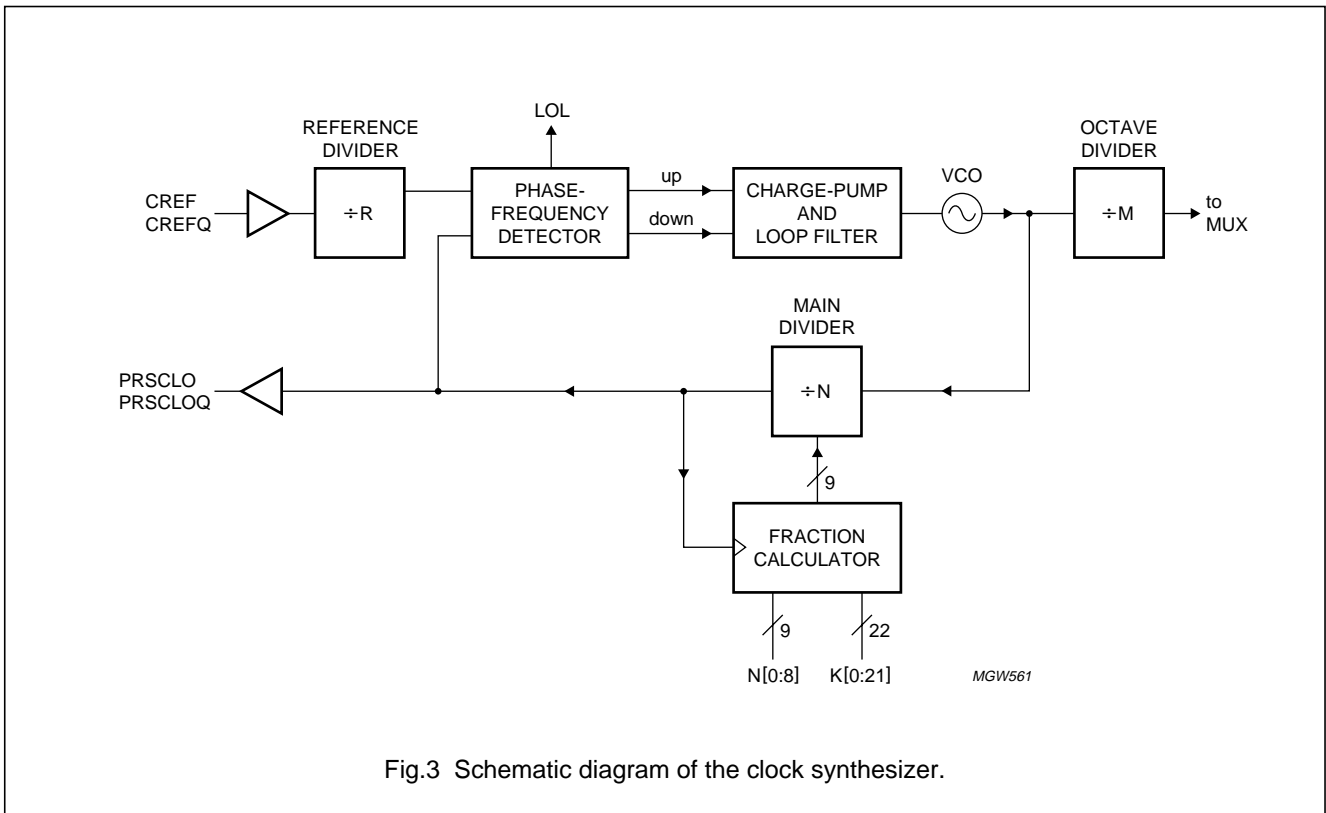 LOL
REFERENCE
DIVIDER
OCTAVE
DIVIDER
CREF
CREFQ
÷R
PHASE-
FREQUENCY
DETECTOR
up
down
CHARGE-PUMP
AND
LOOP FILTER
VCO
÷M
to
MUX
MAIN
DIVIDER
PRSCLO
PRSCLOQ
÷N
9
FRACTION
CALCULATOR
9
22
N[0:8]
K[0:21]
MGW561
Fig.3 Schematic diagram of the clock synthesizer.